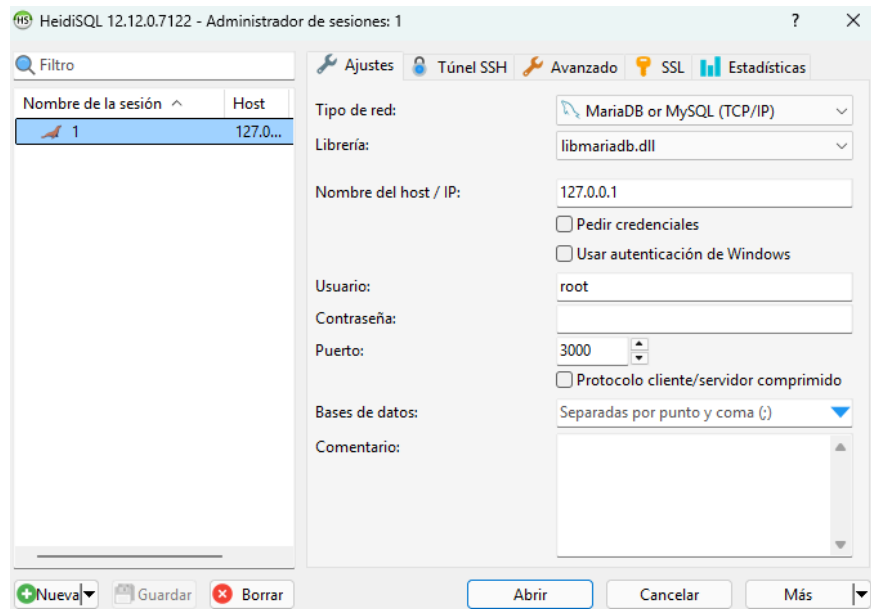 HeidiSQL 12.12.0.7122 - Administrador de sesiones: 1
Filtro
Nombre de la sesión Host
1 127.0...
Ajustes Túnel SSH Avanzado SSL Estadísticas
Tipo de red: MariaDB or MySQL (TCP/IP)
Librería: libmariadb.dll
Nombre del host / IP: 127.0.0.1
Pedir credenciales
Usar autenticación de Windows
Usuario: root
Contraseña:
Puerto: 3000
Protocolo cliente/servidor comprimido
Bases de datos: Separadas por punto y coma (;)
Comentario:
Nueva Guardar Borrar Abrir Cancelar Más